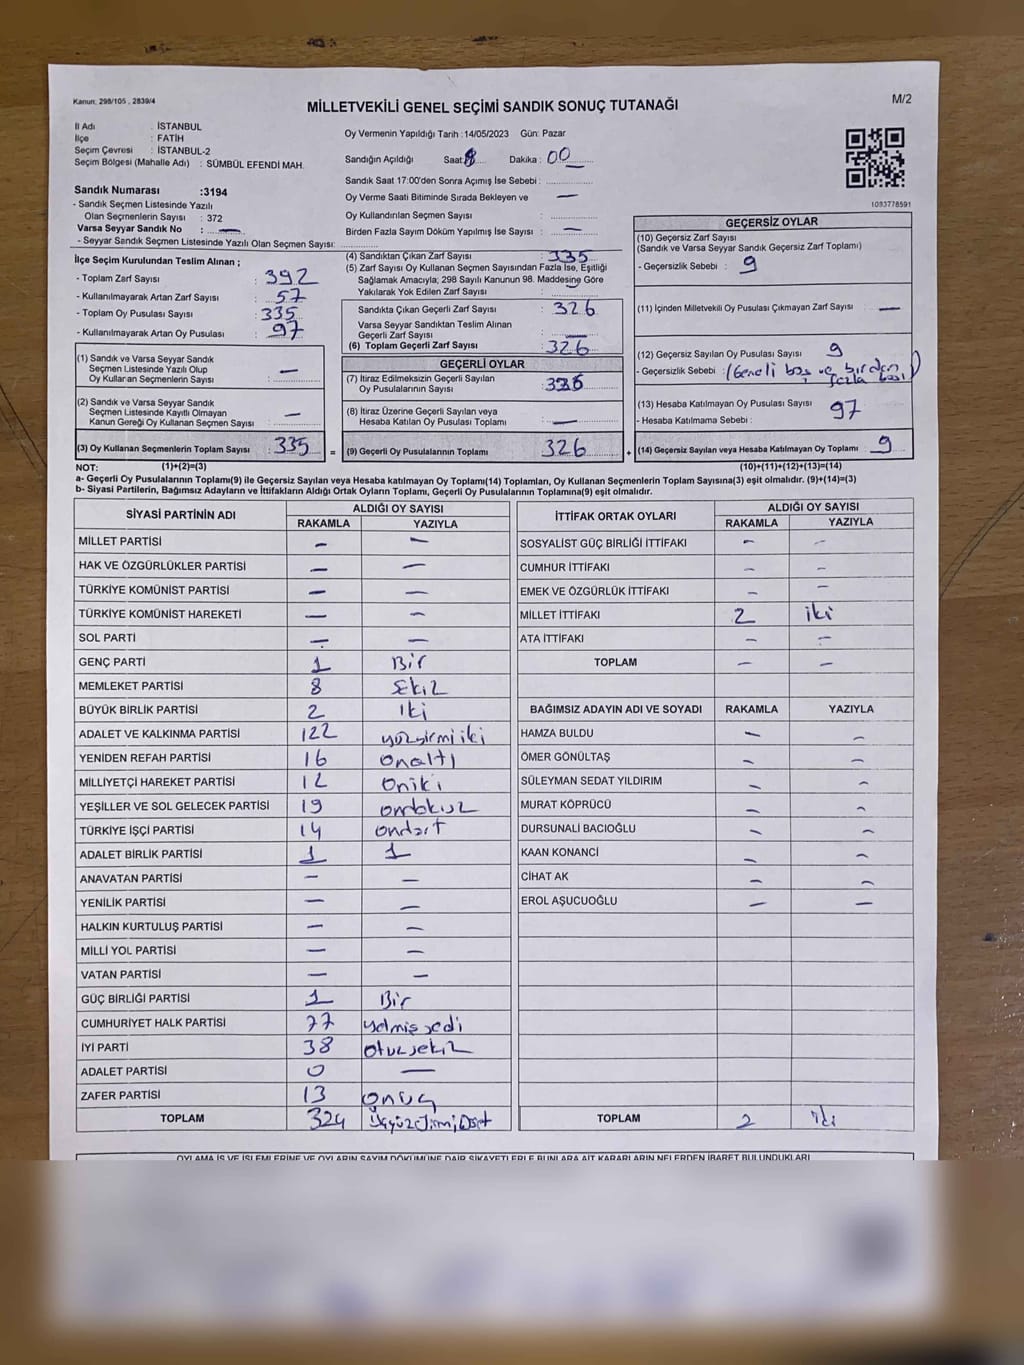 Kanun; 298/105 , 2839/4
M/2
MİLLETVEKİLİ GENEL SEÇİMİ SANDIK SONUÇ TUTANAĞI
İl Adı : İSTANBUL
İlçe : FATİH
Seçim Çevresi : İSTANBUL-2
Seçim Bölgesi (Mahalle Adı) : SÜMBÜL EFENDİ MAH.
Oy Vermenin Yapıldığı Tarih :14/05/2023 Gün: Pazar
Sandığın Açıldığı Saat 8 Dakika : 00
Sandık Saat 17:00'den Sonra Açımış İse Sebebi :
Oy Verme Saati Bitiminde Sırada Bekleyen ve —
Oy Kullandırılan Seçmen Sayısı :
Birden Fazla Sayım Döküm Yapılmış İse Sayısı : —
1093778591
Sandık Numarası :3194
- Sandık Seçmen Listesinde Yazılı
Olan Seçmenlerin Sayısı : 372
Varsa Seyyar Sandık No : —
- Seyyar Sandık Seçmen Listesinde Yazılı Olan Seçmen Sayısı:
İlçe Seçim Kurulundan Teslim Alınan ;
- Toplam Zarf Sayısı : 392
- Kullanılmayarak Artan Zarf Sayısı : 57
- Toplam Oy Pusulası Sayısı : 335
- Kullanılmayarak Artan Oy Pusulası : 97
(1) Sandık ve Varsa Seyyar Sandık
Seçmen Listesinde Yazılı Olup
Oy Kullanan Seçmenlerin Sayısı : —
(2) Sandık ve Varsa Seyyar Sandık
Seçmen Listesinde Kayıtlı Olmayan
Kanun Gereği Oy Kullanan Seçmen Sayısı : —
(3) Oy Kullanan Seçmenlerin Toplam Sayısı : 335 =
(4) Sandıktan Çıkan Zarf Sayısı : 335
(5) Zarf Sayısı Oy Kullanan Seçmen Sayısından Fazla İse, Eşitliği
Sağlamak Amacıyla; 298 Sayılı Kanunun 98. Maddesine Göre
Yakılarak Yok Edilen Zarf Sayısı :
Sandıkta Çıkan Geçerli Zarf Sayısı : 326
Varsa Seyyar Sandıktan Teslim Alınan
Geçerli Zarf Sayısı :
(6) Toplam Geçerli Zarf Sayısı : 326
GEÇERLİ OYLAR
(7) İtiraz Edilmeksizin Geçerli Sayılan
Oy Pusulalarının Sayısı : 326
(8) İtiraz Üzerine Geçerli Sayılan veya
Hesaba Katılan Oy Pusulası Toplamı : —
(9) Geçerli Oy Pusulalarının Toplamı : 326 +
GEÇERSİZ OYLAR
(10) Geçersiz Zarf Sayısı
(Sandık ve Varsa Seyyar Sandık Geçersiz Zarf Toplamı)
- Geçersizlik Sebebi : 9
(11) İçinden Milletvekili Oy Pusulası Çıkmayan Zarf Sayısı : —
(12) Geçersiz Sayılan Oy Pusulası Sayısı : 9
- Geçersizlik Sebebi : ve birden
fazla
(13) Hesaba Katılmayan Oy Pusulası Sayısı : 97
- Hesaba Katılmama Sebebi :
(14) Geçersiz Sayılan veya Hesaba Katılmayan Oy Toplamı : 9
NOT: (1)+(2)=(3) (10)+(11)+(12)+(13)=(14)
a- Geçerli Oy Pusulalarının Toplamı(9) ile Geçersiz Sayılan veya Hesaba katılmayan Oy Toplamı(14) Toplamları, Oy Kullanan Seçmenlerin Toplam Sayısına(3) eşit olmalıdır. (9)+(14)=(3)
b- Siyasi Partilerin, Bağımsız Adayların ve İttifakların Aldığı Ortak Oyların Toplamı, Geçerli Oy Pusulalarının Toplamına(9) eşit olmalıdır.
SİYASİ PARTİNİN ADI ALDIĞI OY SAYISI
RAKAMLA YAZIYLA
MİLLET PARTİSİ — —
HAK VE ÖZGÜRLÜKLER PARTİSİ — —
TÜRKİYE KOMÜNİST PARTİSİ — —
TÜRKİYE KOMÜNİST HAREKETİ — —
SOL PARTİ — —
GENÇ PARTİ 1 Bir
MEMLEKET PARTİSİ 8 Sekiz
BÜYÜK BİRLİK PARTİSİ 2 İki
ADALET VE KALKINMA PARTİSİ 122 yüzyirmi iki
YENİDEN REFAH PARTİSİ 16 onaltı
MİLLİYETÇİ HAREKET PARTİSİ 12 oniki
YEŞİLLER VE SOL GELECEK PARTİSİ 19 ondokuz
TÜRKİYE İŞÇİ PARTİSİ 14 ondört
ADALET BİRLİK PARTİSİ 1 1
ANAVATAN PARTİSİ — —
YENİLİK PARTİSİ — —
HALKIN KURTULUŞ PARTİSİ — —
MİLLİ YOL PARTİSİ — —
VATAN PARTİSİ — —
GÜÇ BİRLİĞİ PARTİSİ 1 Bir
CUMHURİYET HALK PARTİSİ 77 yetmiş yedi
İYİ PARTİ 38 otuzsekiz
ADALET PARTİSİ 0 —
ZAFER PARTİSİ 13 onüç
TOPLAM 324 üçyüzyirmidört
İTTİFAK ORTAK OYLARI ALDIĞI OY SAYISI
RAKAMLA YAZIYLA
SOSYALİST GÜÇ BİRLİĞİ İTTİFAKI — —
CUMHUR İTTİFAKI — —
EMEK VE ÖZGÜRLÜK İTTİFAKI — —
MİLLET İTTİFAKI 2 iki
ATA İTTİFAKI — —
TOPLAM — —
BAĞIMSIZ ADAYIN ADI VE SOYADI RAKAMLA YAZIYLA
HAMZA BULDU — —
ÖMER GÖNÜLTAŞ — —
SÜLEYMAN SEDAT YILDIRIM — —
MURAT KÖPRÜCÜ — —
DURSUNALİ BACIOĞLU — —
KAAN KONANCİ — —
CİHAT AK — —
EROL AŞUCUOĞLU — —
TOPLAM 2 iki
OYLAMA İŞ VE İŞLEMLERİNE VE OYLARIN SAYIM DÖKÜMÜNE DAİR ŞİKAYETLERLE BUNLARA AİT KARARLARIN NELERDEN İBARET BULUNDUKLARI